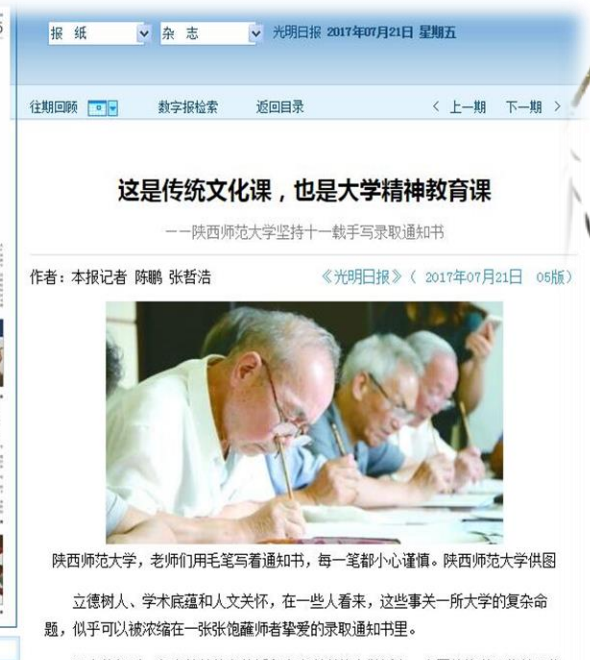 报 纸 杂 志 光明日报 2017年07月21日 星期五
往期回顾 数字报检索 返回目录 < 上一期 下一期 >
这是传统文化课，也是大学精神教育课
——陕西师范大学坚持十一载手写录取通知书
作者：本报记者 陈鹏 张哲浩 《光明日报》（ 2017年07月21日 05版）
陕西师范大学，老师们用毛笔写着通知书，每一笔都小心谨慎。陕西师范大学供图
立德树人、学术底蕴和人文关怀，在一些人看来，这些事关一所大学的复杂命
题，似乎可以被浓缩在一张张饱蘸师者挚爱的录取通知书里。